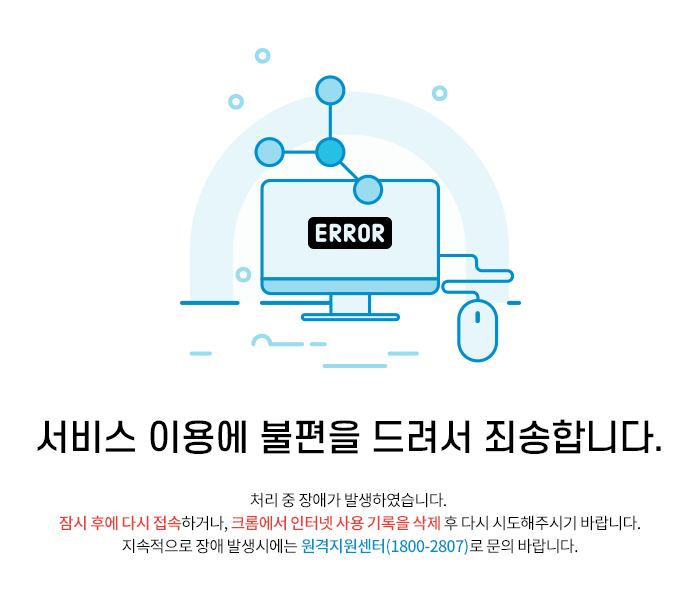 ERROR
서비스 이용에 불편을 드려서 죄송합니다.
처리 중 장애가 발생하였습니다.
잠시 후에 다시 접속하거나, 크롬에서 인터넷 사용 기록을 삭제 후 다시 시도해주시기 바랍니다.
지속적으로 장애 발생시에는 원격지원센터(1800-2807)로 문의 바랍니다.